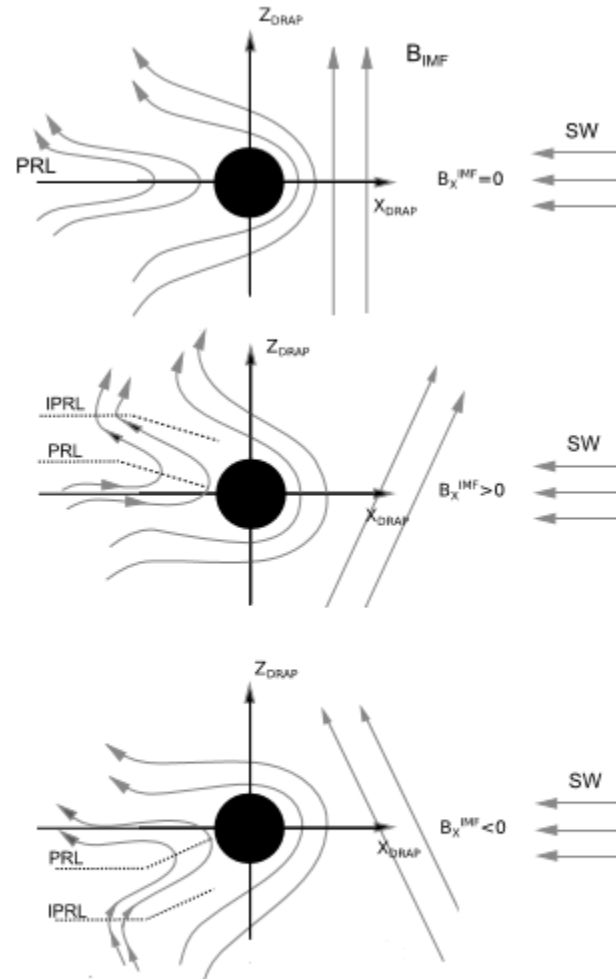 Z_DRAP
B_IMF
SW
PRL
B_X^IMF=0
X_DRAP
Z_DRAP
IPRL
SW
PRL
B_X^IMF>0
X_DRAP
Z_DRAP
SW
B_X^IMF<0
X_DRAP
PRL
IPRL